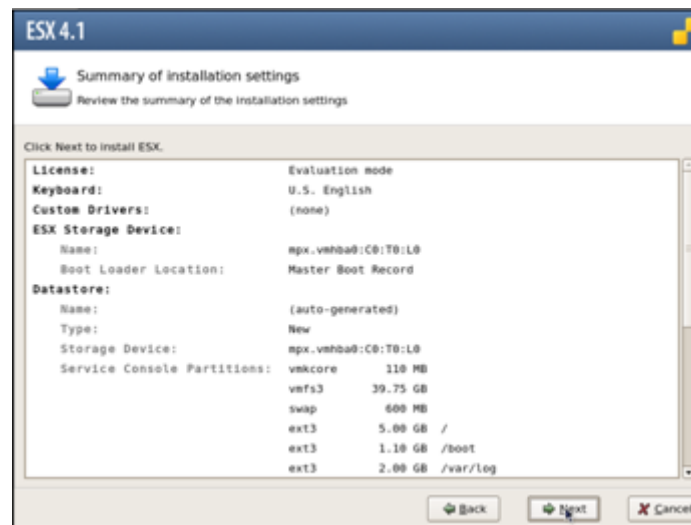 ESX 4.1
Summary of installation settings
Review the summary of the installation settings
Click Next to install ESX.
License: Evaluation mode
Keyboard: U.S. English
Custom Drivers: (none)
ESX Storage Device:
Name: mpx.vmhba0:C0:T0:L0
Boot Loader Location: Master Boot Record
Datastore:
Name: (auto-generated)
Type: New
Storage Device: mpx.vmhba0:C0:T0:L0
Service Console Partitions: vmkcore 110 MB
vmfs3 39.75 GB
swap 600 MB
ext3 5.00 GB /
ext3 1.10 GB /boot
ext3 2.00 GB /var/log
Back Next Cancel